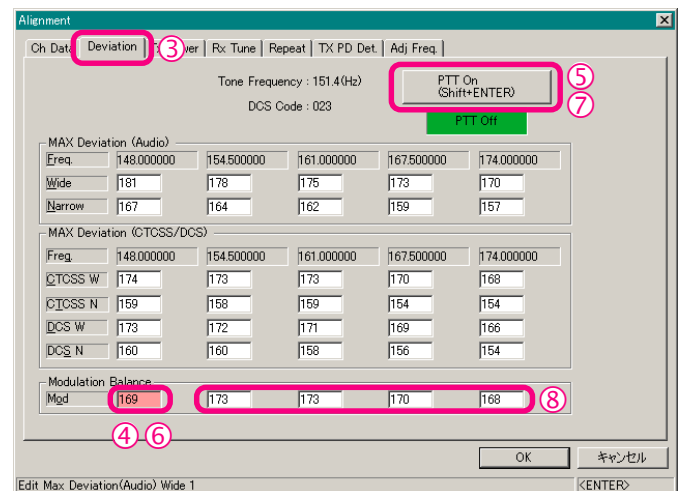 Alignment
Ch Data Deviation ③ er Rx Tune Repeat TX PD Det. Adj Freq.
Tone Frequency : 151.4(Hz)
PTT On
(Shift+ENTER)
⑤
⑦
DCS Code : 023
PTT Off
MAX Deviation (Audio)
Freq. 148.000000 154.500000 161.000000 167.500000 174.000000
Wide 181 178 175 173 170
Narrow 167 164 162 159 157
MAX Deviation (CTCSS/DCS)
Freq. 148.000000 154.500000 161.000000 167.500000 174.000000
CTCSS W 174 173 173 170 168
CTCSS N 159 158 159 154 154
DCS W 173 172 171 169 166
DCS N 160 160 158 156 154
Modulation Balance
Mod 169 173 173 170 168 ⑧
④ ⑥
OK キャンセル
Edit Max Deviation(Audio) Wide 1 <ENTER>